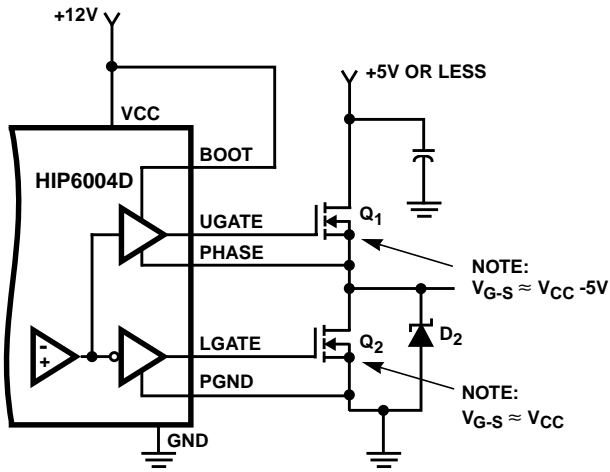 +12V
+5V OR LESS
VCC
BOOT
HIP6004D
UGATE
Q1
PHASE
NOTE:
VG-S ≈ VCC -5V
- +
LGATE
Q2
D2
PGND
NOTE:
VG-S ≈ VCC
GND